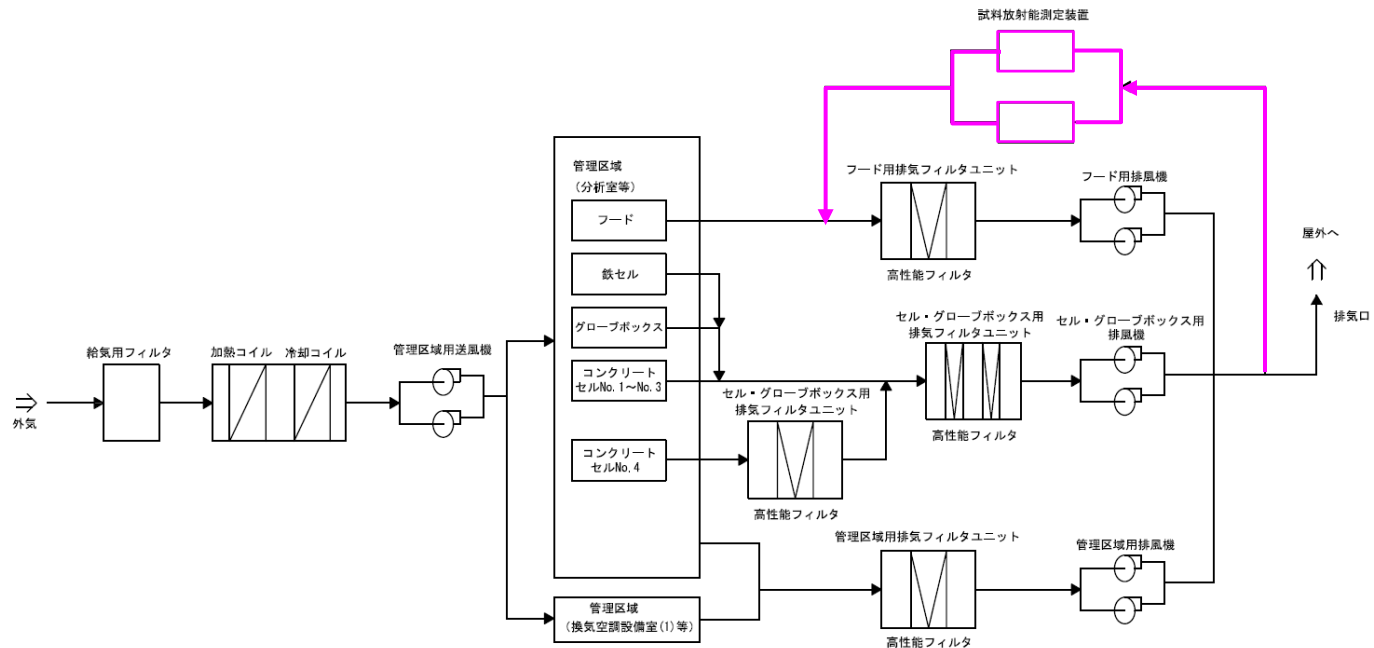 試料放射能測定装置
管理区域
(分析室等)
フード
鉄セル
グローブボックス
コンクリート
セルNo.1～No.3
コンクリート
セルNo.4
フード用排気フィルタユニット
高性能フィルタ
フード用排風機
屋外へ
排気口
セル・グローブボックス用
排気フィルタユニット
高性能フィルタ
セル・グローブボックス用
排風機
セル・グローブボックス用
排気フィルタユニット
高性能フィルタ
外気
給気用フィルタ
加熱コイル
冷却コイル
管理区域用送風機
管理区域用排気フィルタユニット
高性能フィルタ
管理区域用排風機
管理区域
(換気空調設備室(1)等)